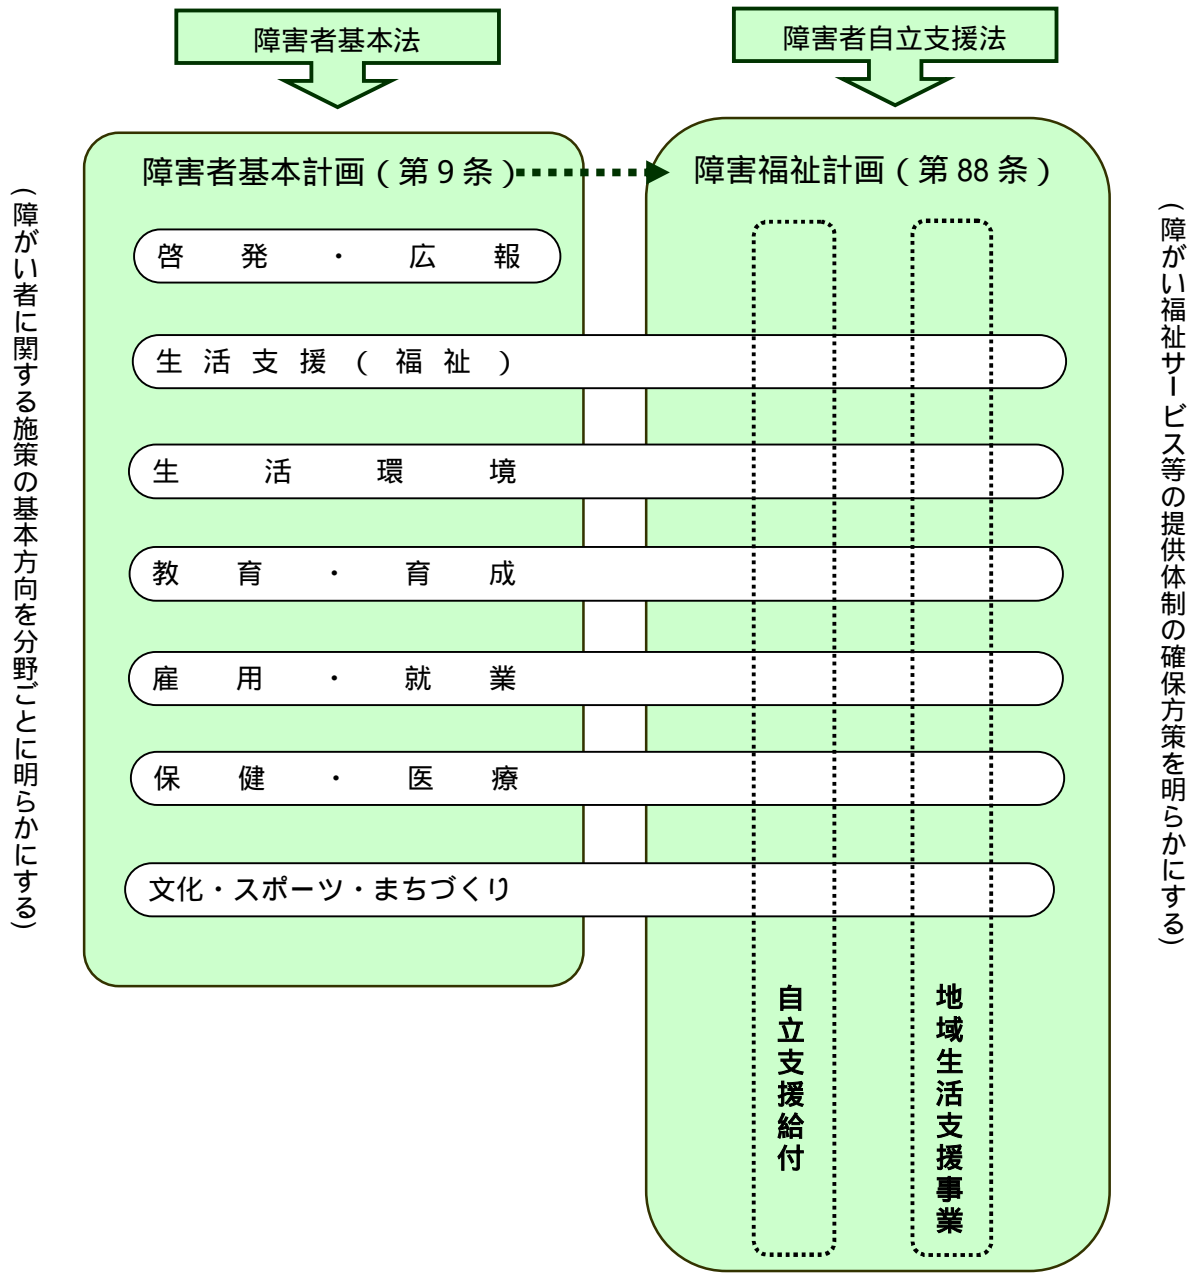 障害者基本法
障害者自立支援法
障害者基本計画(第9条)
障害福祉計画(第88条)
(障がい者に関する施策の基本方向を分野ごとに明らかにする)
啓発・広報
生活支援(福祉)
生活環境
教育・育成
雇用・就業
保健・医療
文化・スポーツ・まちづくり
自立支援給付
地域生活支援事業
(障がい福祉サービス等の提供体制の確保方策を明らかにする)